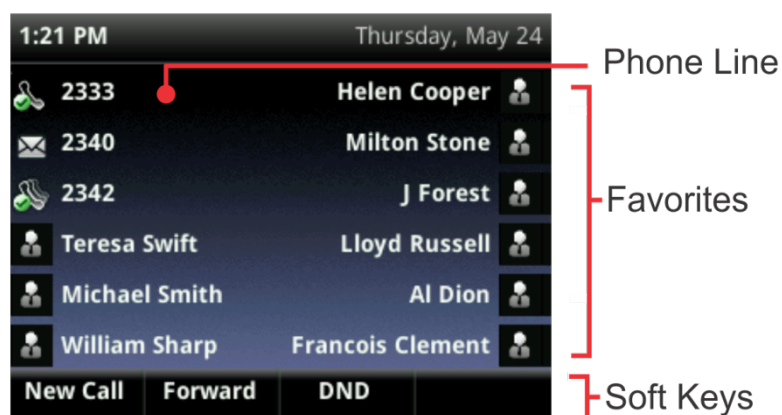 1:21 PM Thursday, May 24
Phone Line
2333 Helen Cooper
2340 Milton Stone
2342 J Forest
Favorites
Teresa Swift Lloyd Russell
Michael Smith Al Dion
William Sharp Francois Clement
New Call Forward DND
Soft Keys